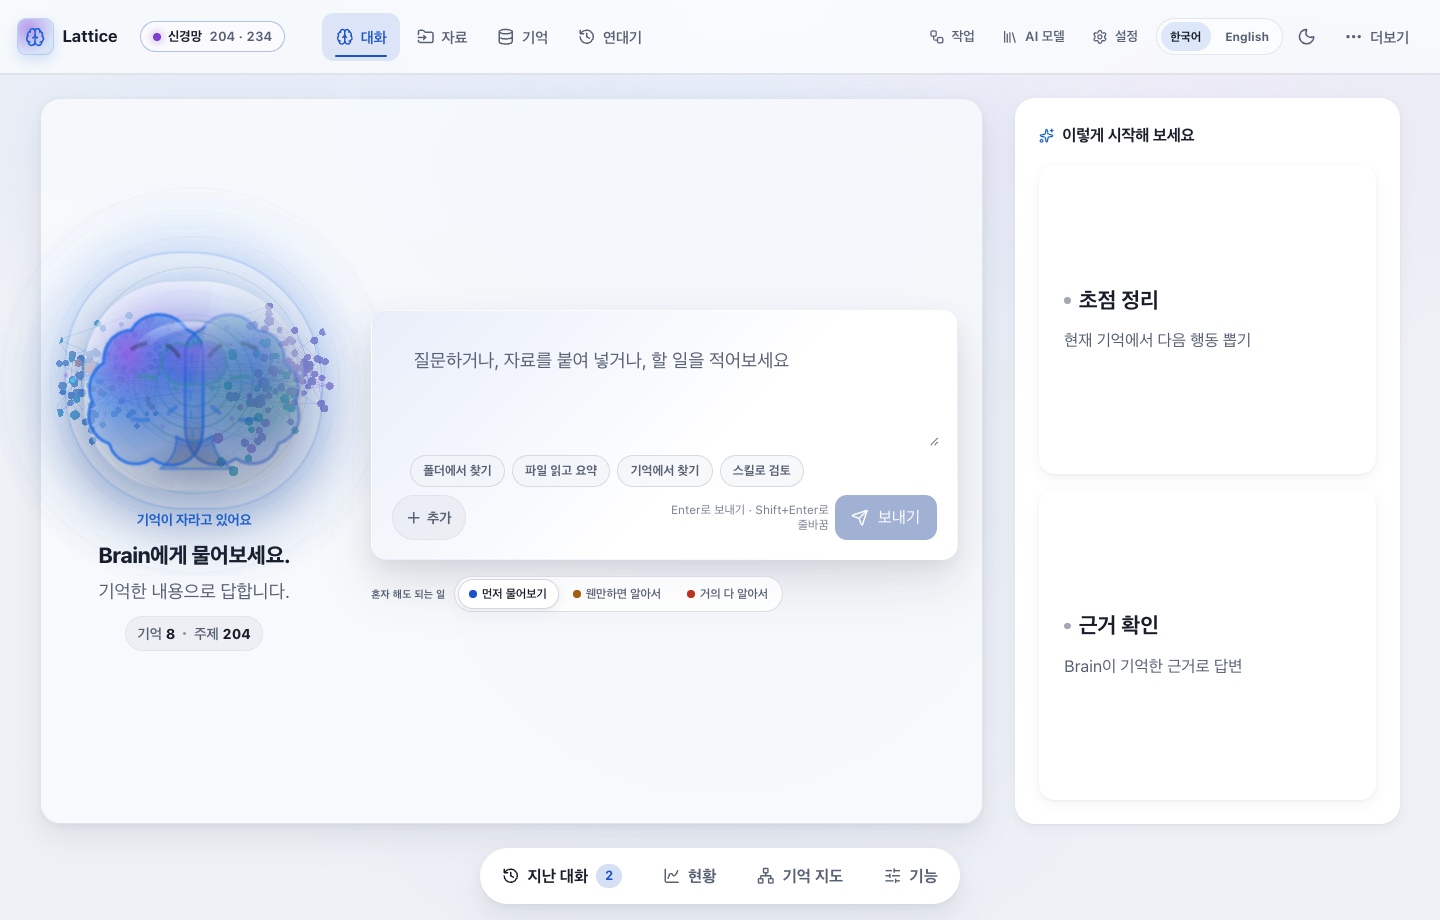 Lattice
신경망 204 · 234
대화
자료
기억
연대기
작업
AI 모델
설정
한국어
English
더보기
기억이 자라고 있어요
Brain에게 물어보세요.
기억한 내용으로 답합니다.
기억 8 · 주제 204
질문하거나, 자료를 붙여 넣거나, 할 일을 적어보세요
폴더에서 찾기
파일 읽고 요약
기억에서 찾기
스킬로 검토
추가
Enter로 보내기 · Shift+Enter로
줄바꿈
보내기
혼자 해도 되는 일
먼저 물어보기
웬만하면 알아서
거의 다 알아서
이렇게 시작해 보세요
초점 정리
현재 기억에서 다음 행동 뽑기
근거 확인
Brain이 기억한 근거로 답변
지난 대화 2
현황
기억 지도
기능